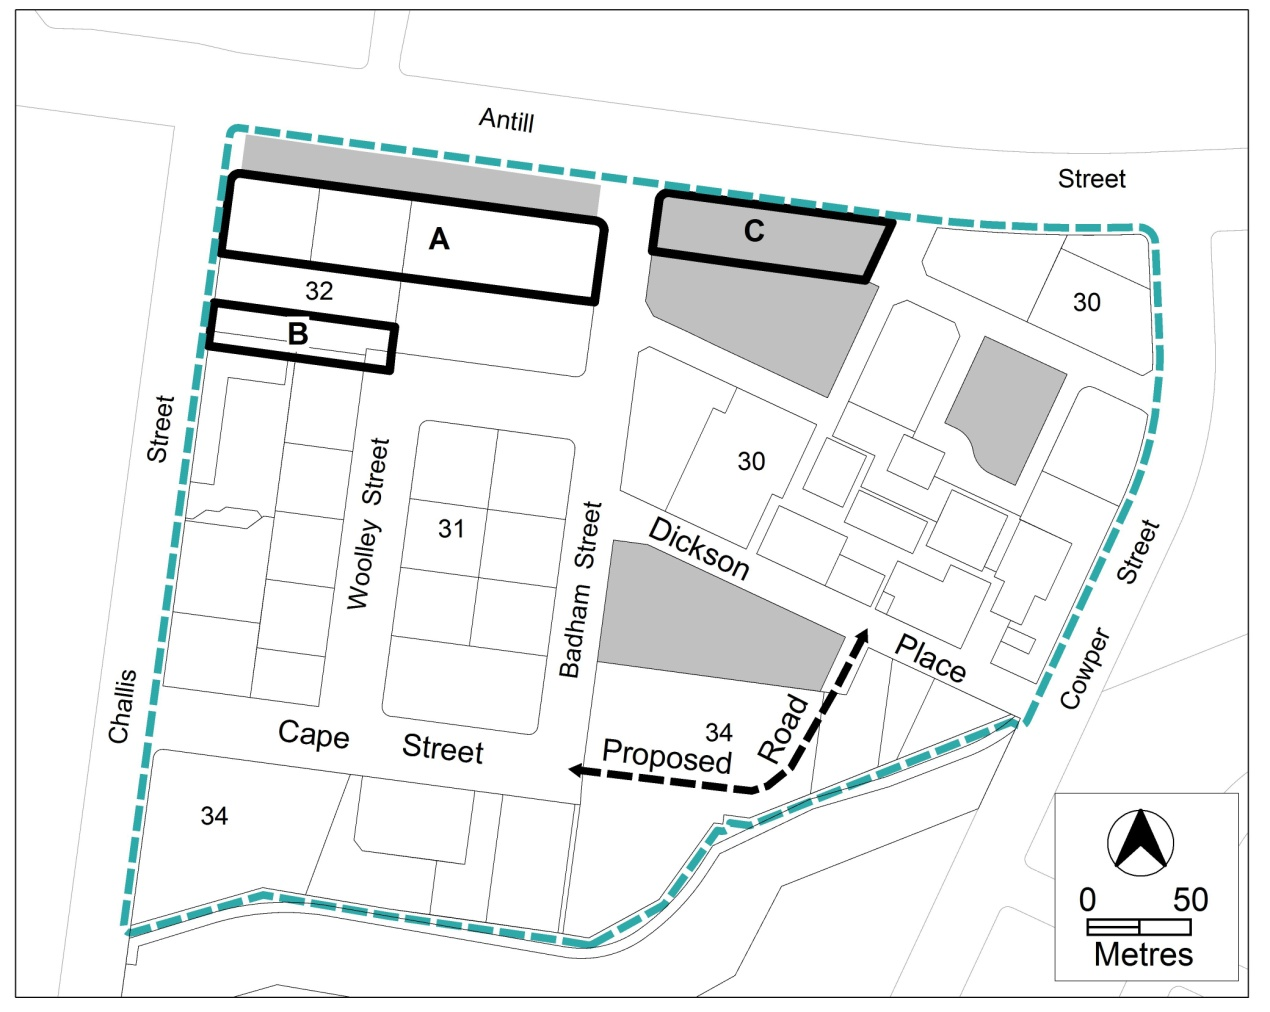 Antill
Street
A
C
32
30
B
Street
30
Woolley Street
31
Badham Street
Dickson
Street
Place
Cowper
Challis
Cape Street
34
Proposed Road
34
0 50
Metres